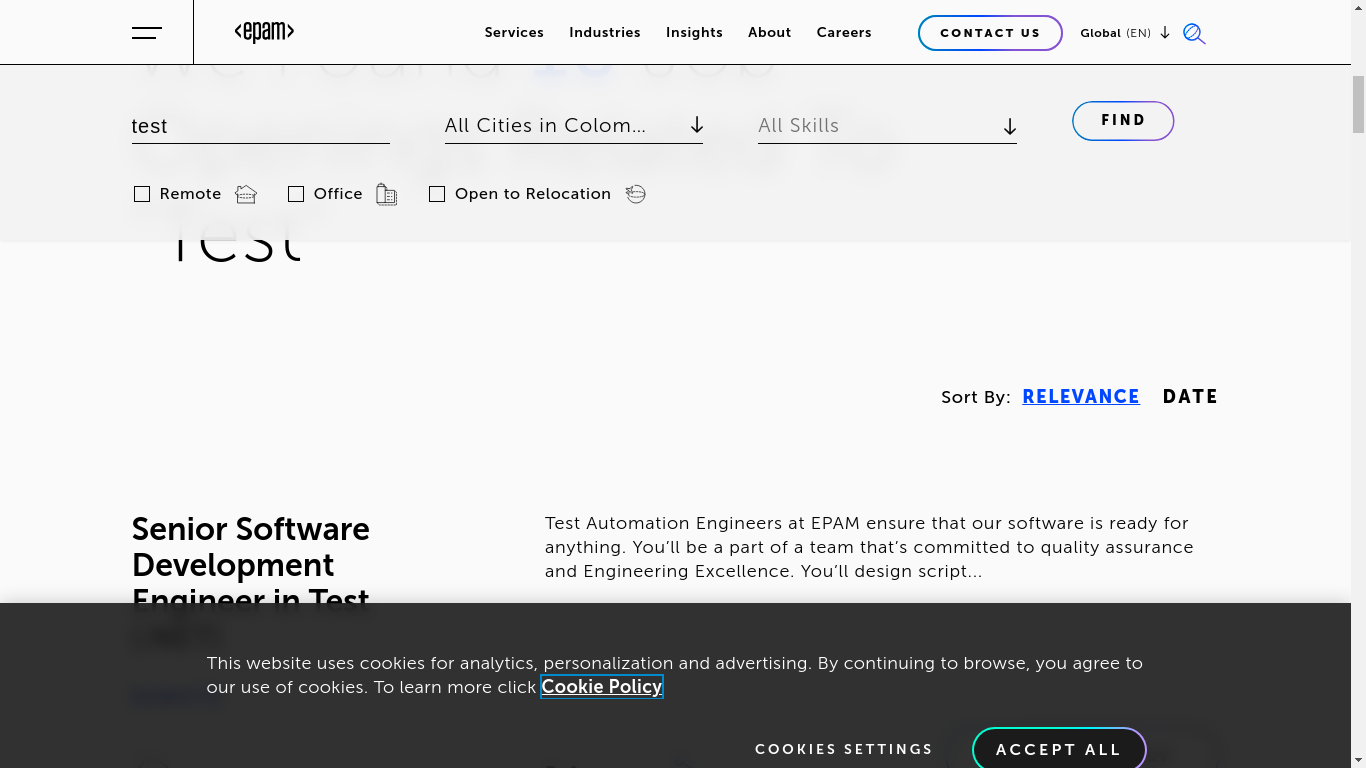 <epam>
Services Industries Insights About Careers CONTACT US Global (EN)
We Found 18 Job
test All Cities in Colom... All Skills FIND
Remote Office Open to Relocation
Test
Sort By: RELEVANCE DATE
Senior Software
Development
Engineer in Test
Test Automation Engineers at EPAM ensure that our software is ready for
anything. You’ll be a part of a team that’s committed to quality assurance
and Engineering Excellence. You’ll design script...
This website uses cookies for analytics, personalization and advertising. By continuing to browse, you agree to
our use of cookies. To learn more click Cookie Policy
COOKIES SETTINGS ACCEPT ALL